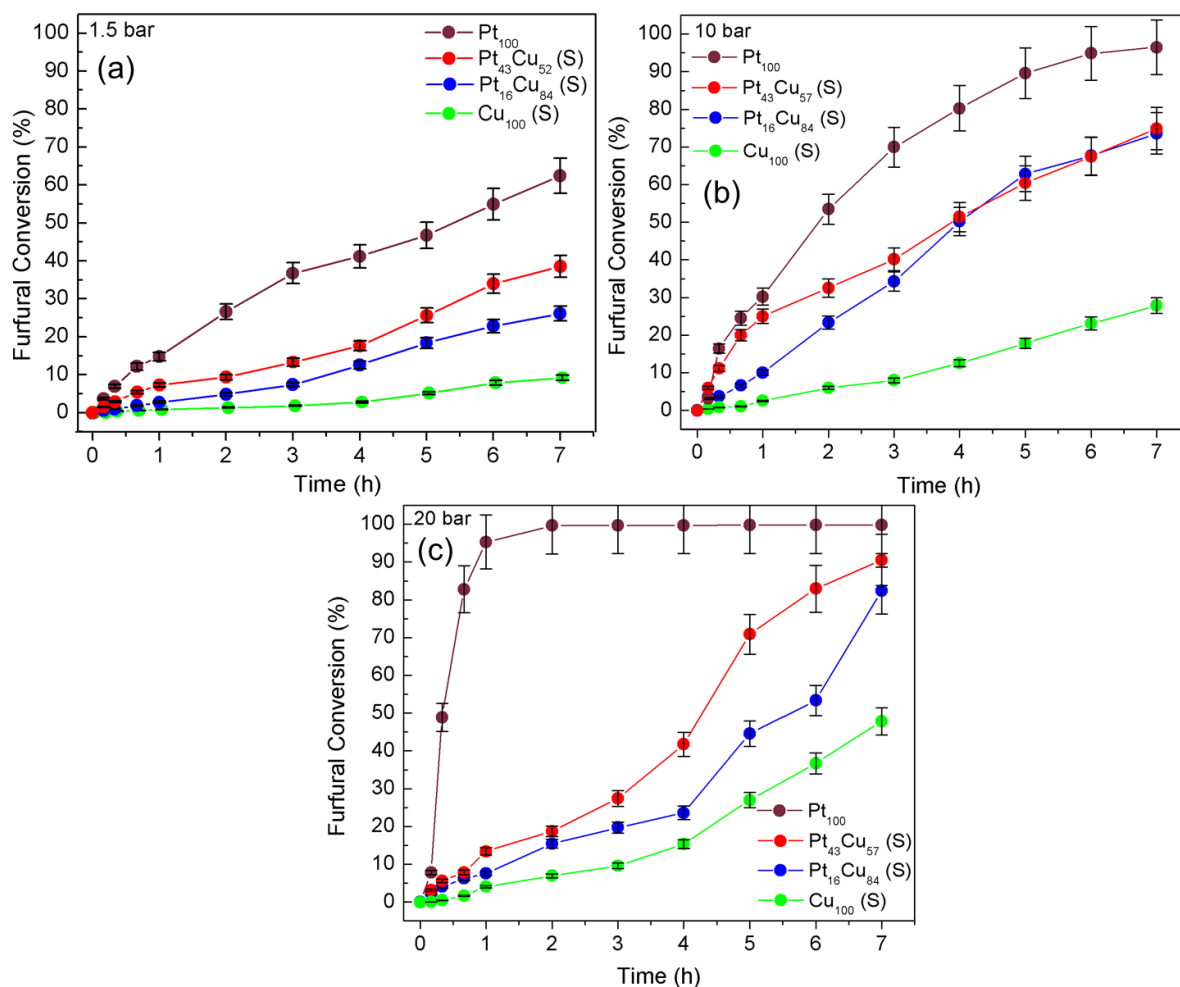 1.5 bar
(a)
Pt100
Pt43Cu52 (S)
Pt16Cu84 (S)
Cu100 (S)
Furfural Conversion (%)
100
90
80
70
60
50
40
30
20
10
0
0 1 2 3 4 5 6 7
Time (h)
10 bar
(b)
Pt100
Pt43Cu57 (S)
Pt16Cu84 (S)
Cu100 (S)
Furfural Conversion (%)
100
90
80
70
60
50
40
30
20
10
0
0 1 2 3 4 5 6 7
Time (h)
20 bar
(c)
Furfural Conversion (%)
100
90
80
70
60
50
40
30
20
10
0
Pt100
Pt43Cu57 (S)
Pt16Cu84 (S)
Cu100 (S)
0 1 2 3 4 5 6 7
Time (h)